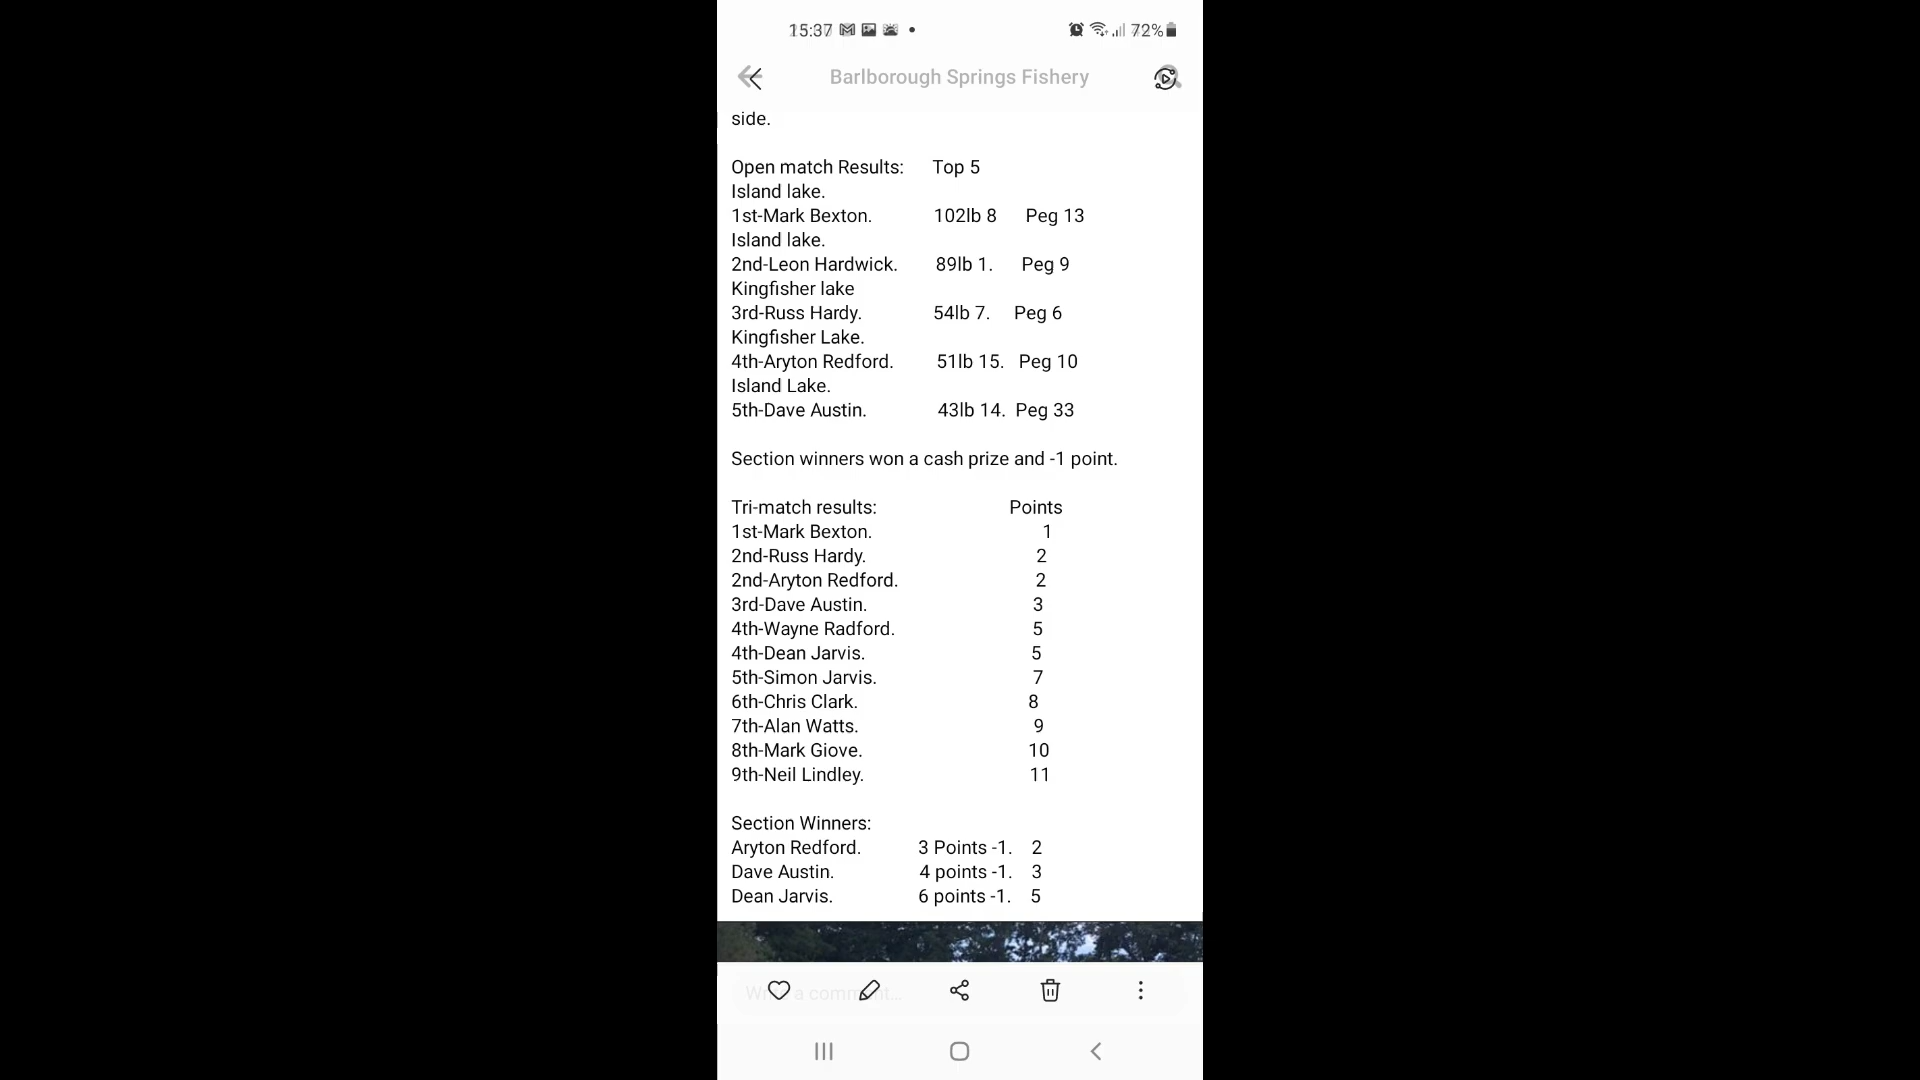 15:37 72%
Barlborough Springs Fishery
side.
Open match Results: Top 5
Island lake.
1st-Mark Bexton. 102lb 8 Peg 13
Island lake.
2nd-Leon Hardwick. 89lb 1. Peg 9
Kingfisher lake
3rd-Russ Hardy. 54lb 7. Peg 6
Kingfisher Lake.
4th-Aryton Redford. 51lb 15. Peg 10
Island Lake.
5th-Dave Austin. 43lb 14. Peg 33
Section winners won a cash prize and -1 point.
Tri-match results: Points
1st-Mark Bexton. 1
2nd-Russ Hardy. 2
2nd-Aryton Redford. 2
3rd-Dave Austin. 3
4th-Wayne Radford. 5
4th-Dean Jarvis. 5
5th-Simon Jarvis. 7
6th-Chris Clark. 8
7th-Alan Watts. 9
8th-Mark Giove. 10
9th-Neil Lindley. 11
Section Winners:
Aryton Redford. 3 Points -1. 2
Dave Austin. 4 points -1. 3
Dean Jarvis. 6 points -1. 5
Write a comment...